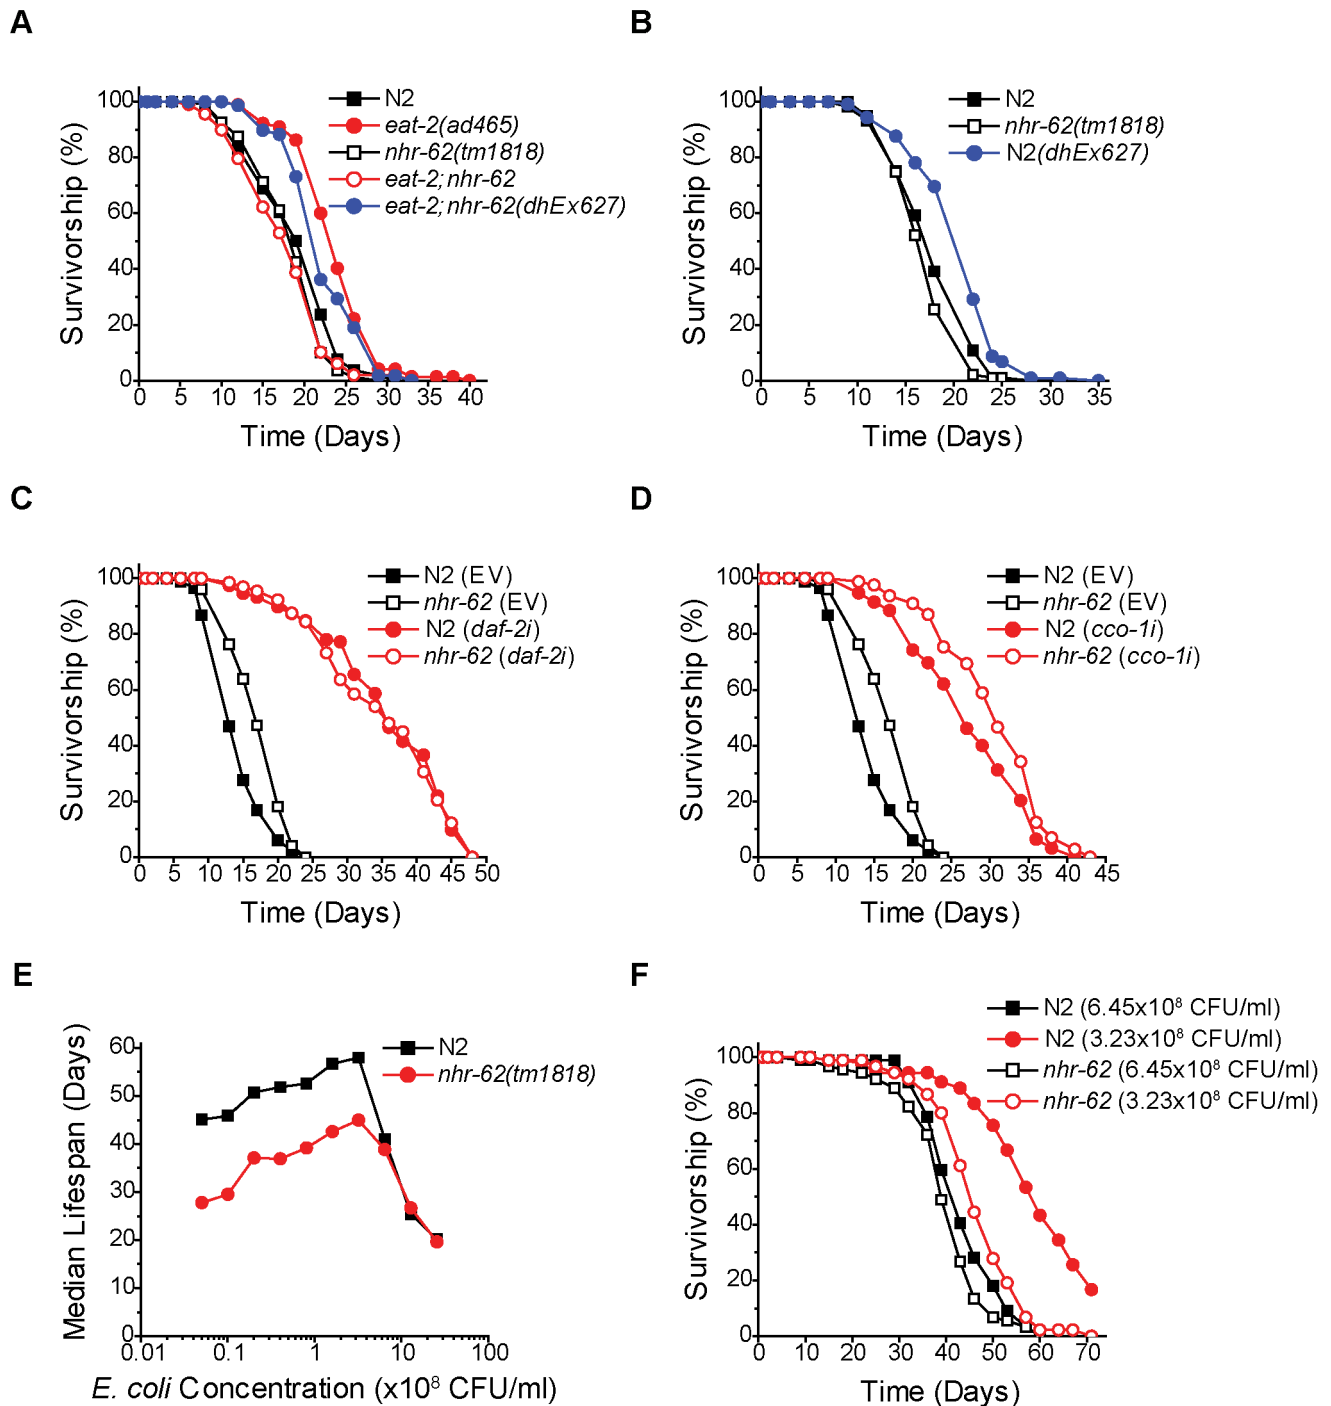 A
B
N2
eat-2(ad465)
nhr-62(tm1818)
eat-2;nhr-62
eat-2;nhr-62(dhEx627)
Survivorship (%)
100
80
60
40
20
0
0 5 10 15 20 25 30 35 40
Time (Days)
N2
nhr-62(tm1818)
N2(dhEx627)
Survivorship (%)
100
80
60
40
20
0
0 5 10 15 20 25 30 35
Time (Days)
C
D
N2 (EV)
nhr-62 (EV)
N2 (daf-2i)
nhr-62 (daf-2i)
Survivorship (%)
100
80
60
40
20
0
0 5 10 15 20 25 30 35 40 45 50
Time (Days)
N2 (EV)
nhr-62 (EV)
N2 (cco-1i)
nhr-62 (cco-1i)
Survivorship (%)
100
80
60
40
20
0
0 5 10 15 20 25 30 35 40 45
Time (Days)
E
F
N2
nhr-62(tm1818)
Median Lifespan (Days)
60
50
40
30
20
10
0
0.01 0.1 1 10 100
E. coli Concentration (x10⁸ CFU/ml)
N2 (6.45x10⁸ CFU/ml)
N2 (3.23x10⁸ CFU/ml)
nhr-62 (6.45x10⁸ CFU/ml)
nhr-62 (3.23x10⁸ CFU/ml)
Survivorship (%)
100
80
60
40
20
0
0 10 20 30 40 50 60 70
Time (Days)